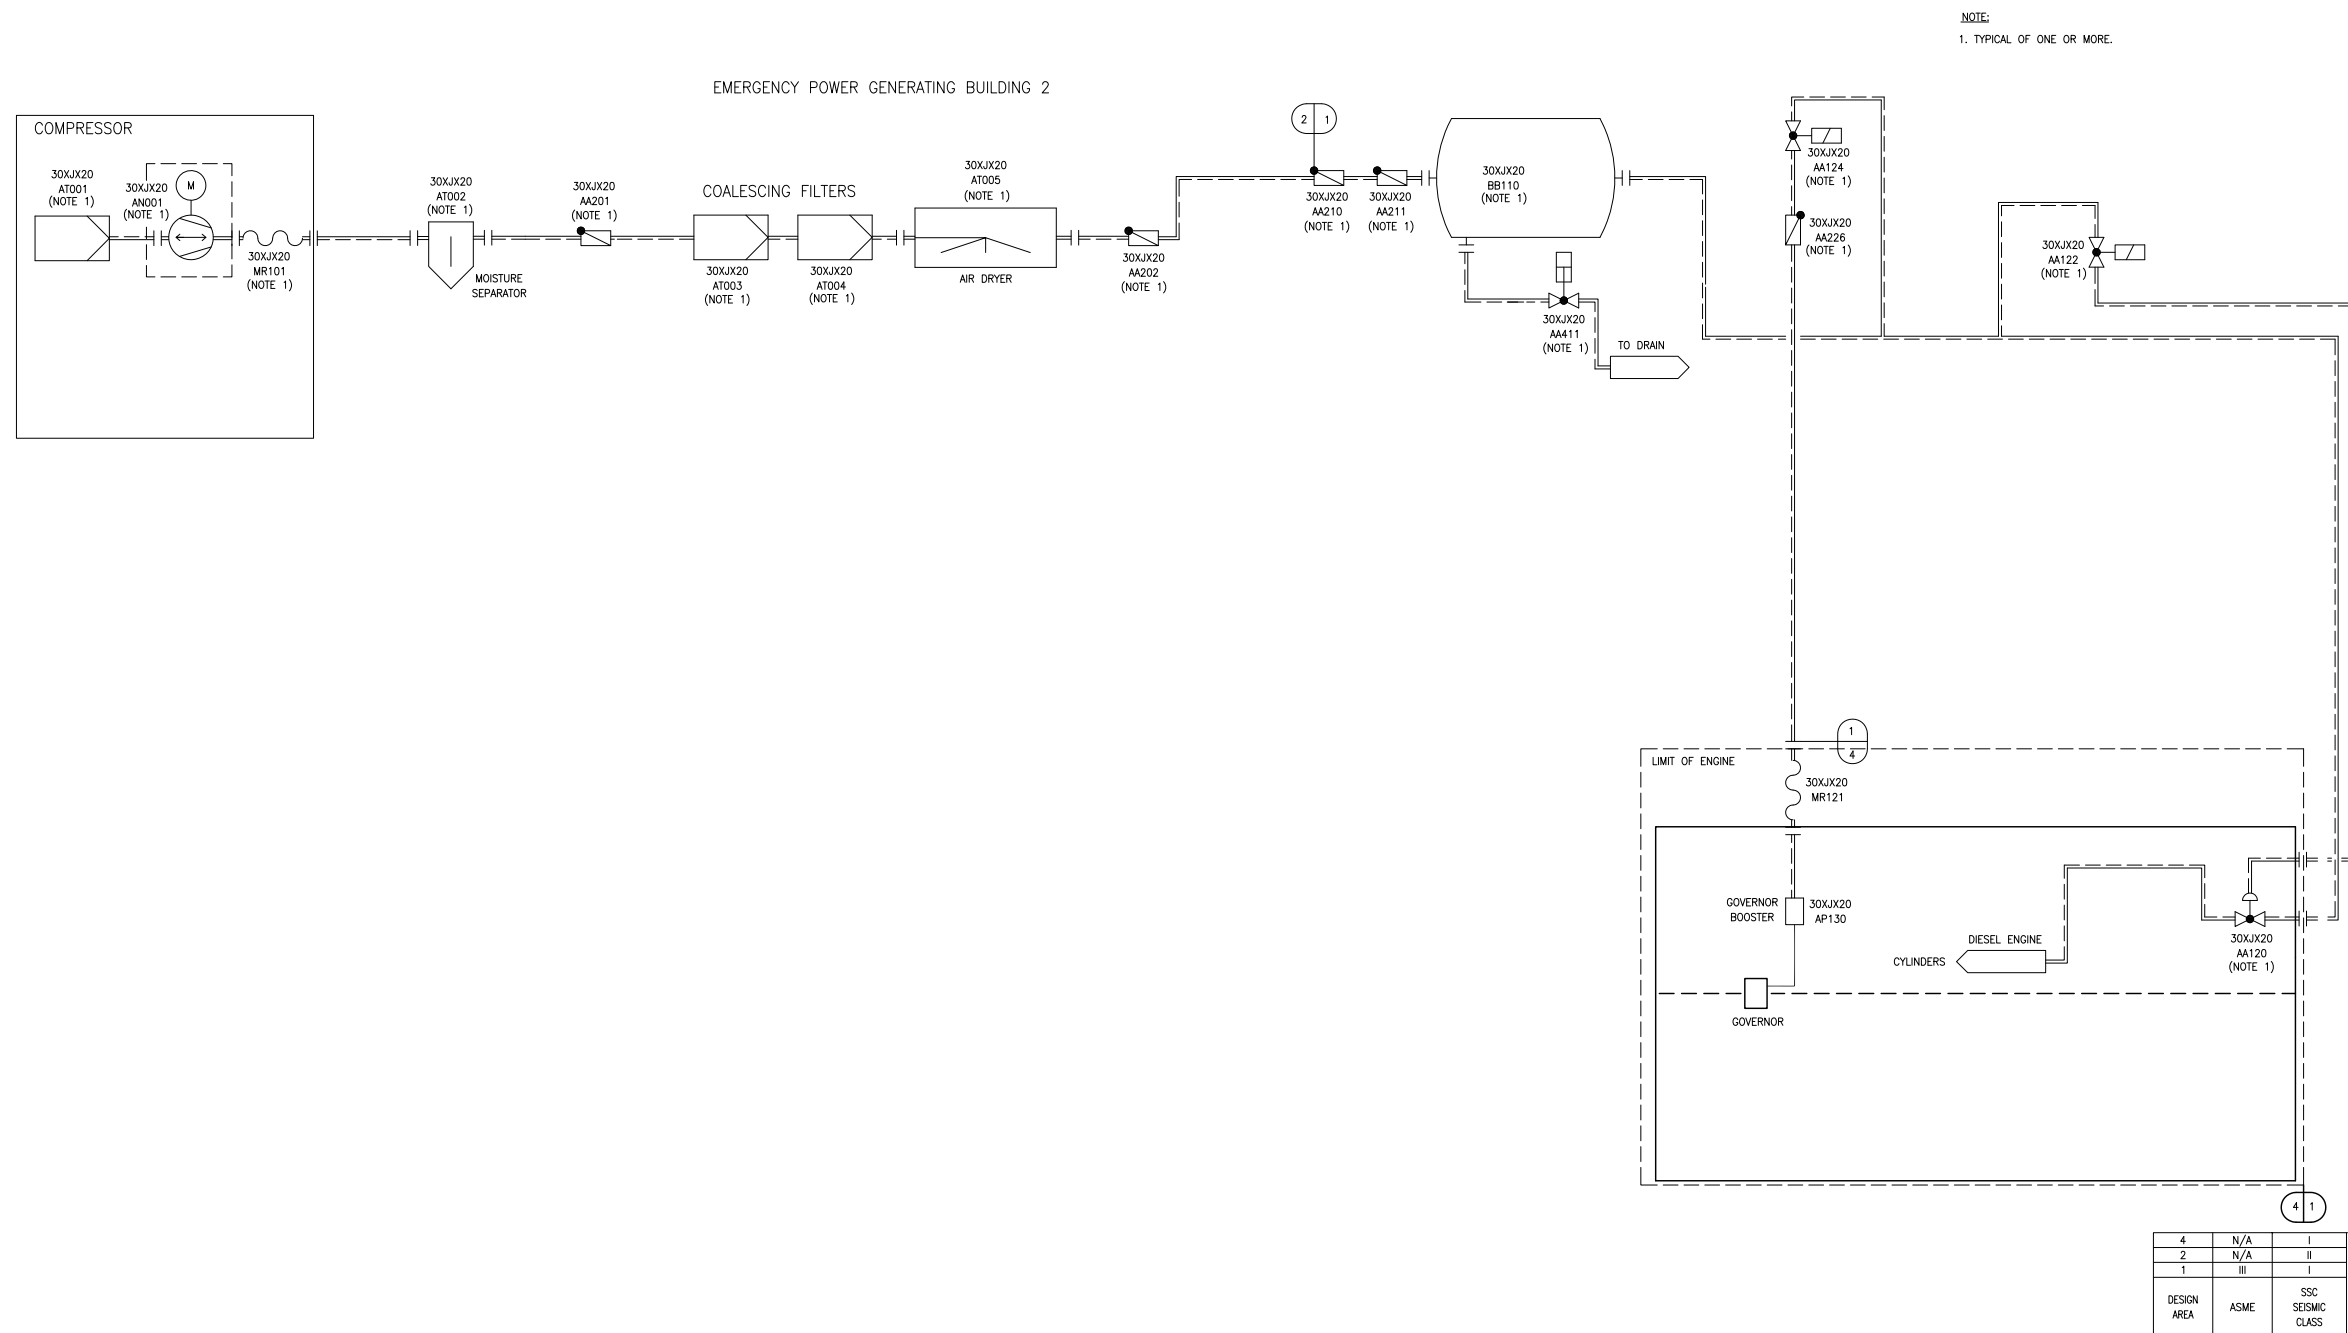 NOTE:
1. TYPICAL OF ONE OR MORE.
EMERGENCY POWER GENERATING BUILDING 2
COMPRESSOR
30XJX20
AT001
(NOTE 1)
30XJX20
AN001
(NOTE 1)
M
30XJX20
MR101
(NOTE 1)
30XJX20
AT002
(NOTE 1)
MOISTURE
SEPARATOR
30XJX20
AA201
(NOTE 1)
COALESCING FILTERS
30XJX20
AT003
(NOTE 1)
30XJX20
AT004
(NOTE 1)
30XJX20
AT005
(NOTE 1)
AIR DRYER
30XJX20
AA202
(NOTE 1)
2 1
30XJX20
AA210
(NOTE 1)
30XJX20
AA211
(NOTE 1)
30XJX20
BB110
(NOTE 1)
30XJX20
AA411
(NOTE 1)
TO DRAIN
30XJX20
AA124
(NOTE 1)
30XJX20
AA226
(NOTE 1)
30XJX20
AA122
(NOTE 1)
1
4
LIMIT OF ENGINE
30XJX20
MR121
GOVERNOR
BOOSTER
30XJX20
AP130
GOVERNOR
DIESEL ENGINE
CYLINDERS
30XJX20
AA120
(NOTE 1)
4 1
4 N/A I
2 N/A II
1 III I
DESIGN
AREA
ASME
SSC
SEISMIC
CLASS